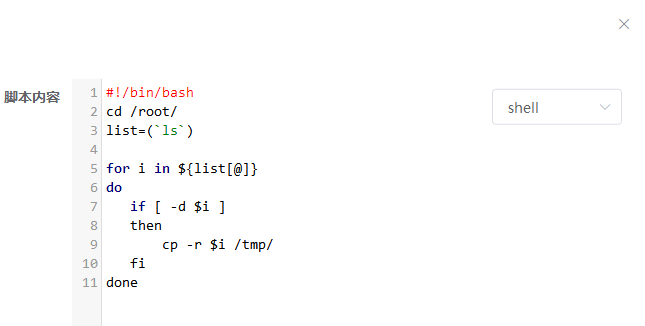 脚本内容
shell
1 #!/bin/bash
2 cd /root/
3 list=(`ls`)
4
5 for i in ${list[@]}
6 do
7    if [ -d $i ]
8    then
9        cp -r $i /tmp/
10    fi
11 done